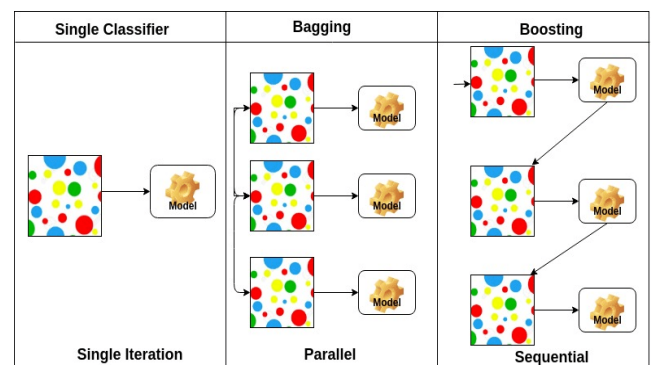 Single Classifier
Bagging
Boosting
Model
Model
Model
Model
Model
Model
Model
Single Iteration
Parallel
Sequential